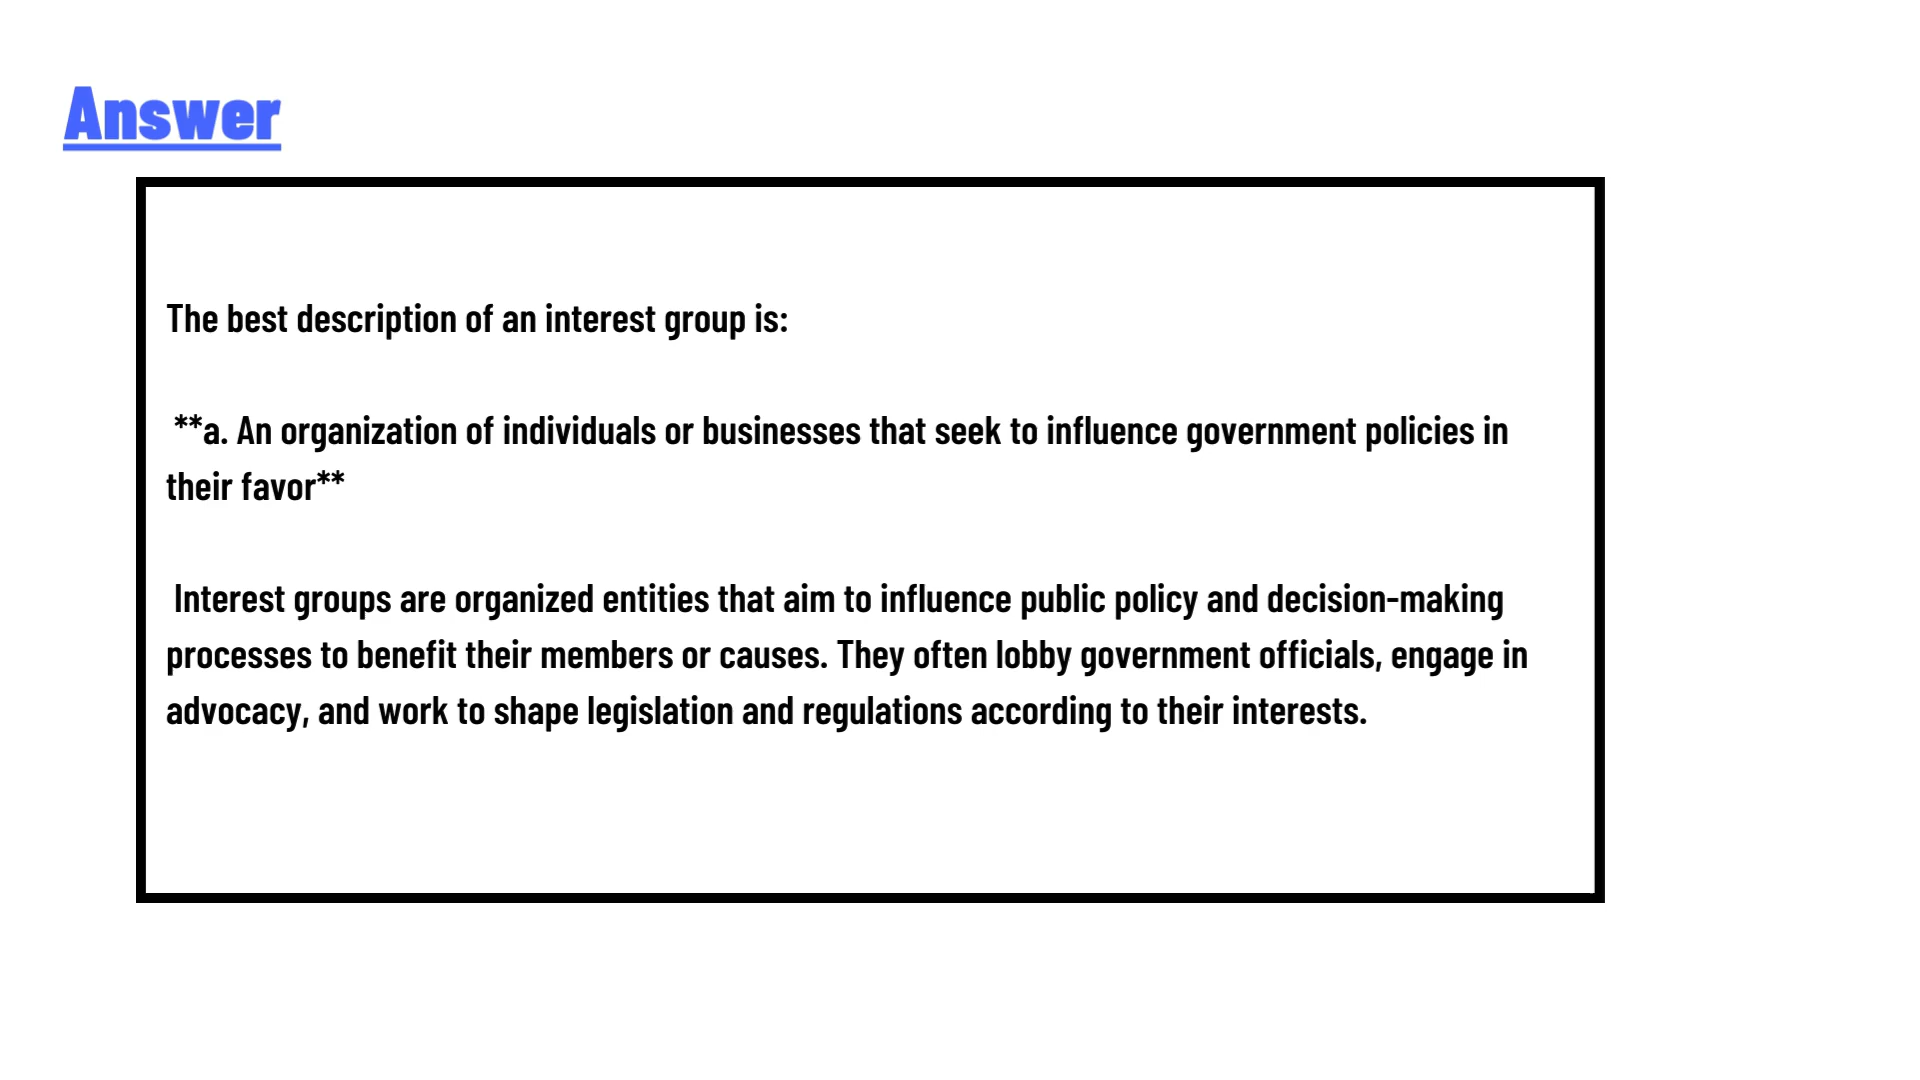 Answer
The best description of an interest group is:
**a. An organization of individuals or businesses that seek to influence government policies in
their favor**
Interest groups are organized entities that aim to influence public policy and decision-making
processes to benefit their members or causes. They often lobby government officials, engage in
advocacy, and work to shape legislation and regulations according to their interests.